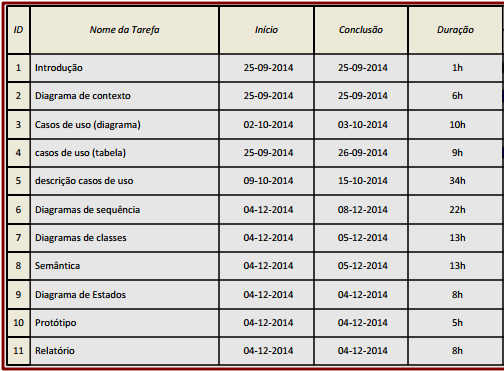 ID Nome da Tarefa Início Conclusão Duração
1 Introdução 25-09-2014 25-09-2014 1h
2 Diagrama de contexto 25-09-2014 25-09-2014 6h
3 Casos de uso (diagrama) 02-10-2014 03-10-2014 10h
4 casos de uso (tabela) 25-09-2014 26-09-2014 9h
5 descrição casos de uso 09-10-2014 15-10-2014 34h
6 Diagramas de sequência 04-12-2014 08-12-2014 22h
7 Diagramas de classes 04-12-2014 05-12-2014 13h
8 Semântica 04-12-2014 05-12-2014 13h
9 Diagrama de Estados 04-12-2014 04-12-2014 8h
10 Protótipo 04-12-2014 04-12-2014 5h
11 Relatório 04-12-2014 04-12-2014 8h